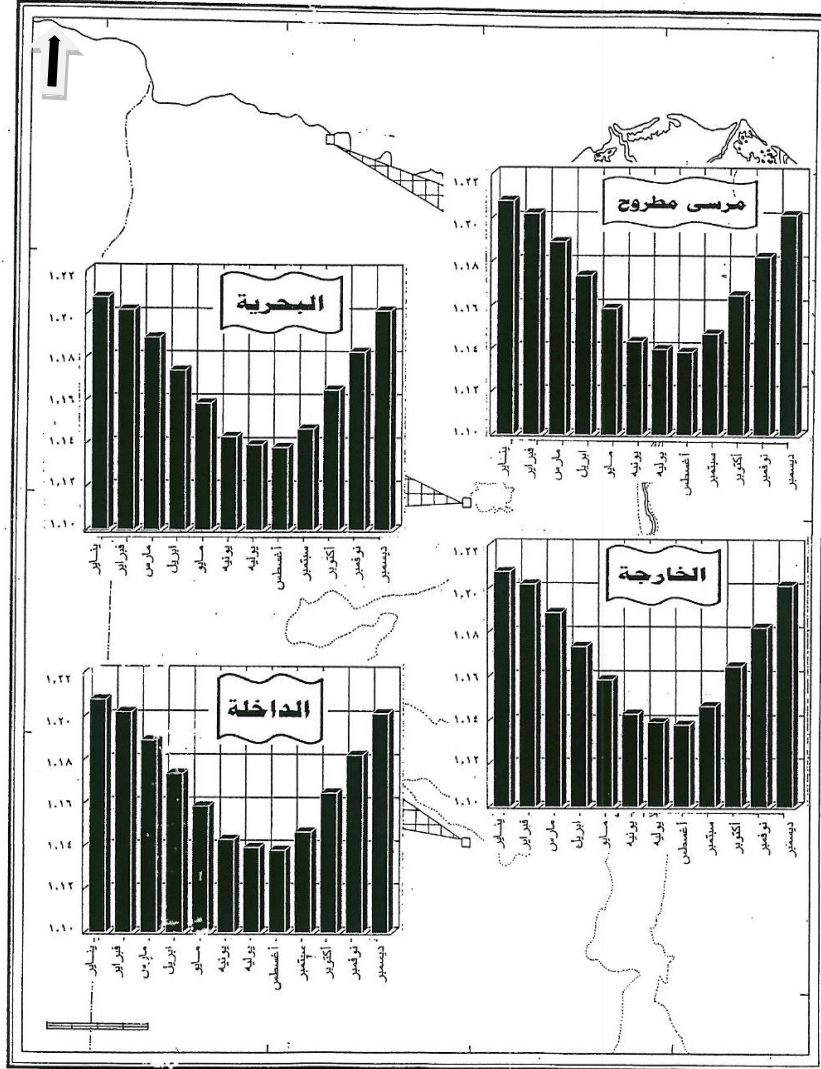 مرسى مطروح
١.٢٢
١.٢٠
١.١٨
١.١٦
١.١٤
١.١٢
١.١٠
يناير
فبراير
مارس
ابريل
مايو
يونيه
يوليه
أغسطس
سبتمبر
أكتوبر
نوفمبر
ديسمبر
البحرية
١.٢٢
١.٢٠
١.١٨
١.١٦
١.١٤
١.١٢
١.١٠
يناير
فبراير
مارس
ابريل
مايو
يونيه
يوليه
أغسطس
سبتمبر
أكتوبر
نوفمبر
ديسمبر
الخارجة
١.٢٢
١.٢٠
١.١٨
١.١٦
١.١٤
١.١٢
١.١٠
يناير
فبراير
مارس
ابريل
مايو
يونيه
يوليه
أغسطس
سبتمبر
أكتوبر
نوفمبر
ديسمبر
الداخلة
١.٢٢
١.٢٠
١.١٨
١.١٦
١.١٤
١.١٢
١.١٠
يناير
فبراير
مارس
ابريل
مايو
يونيه
يوليه
أغسطس
سبتمبر
أكتوبر
نوفمبر
ديسمبر